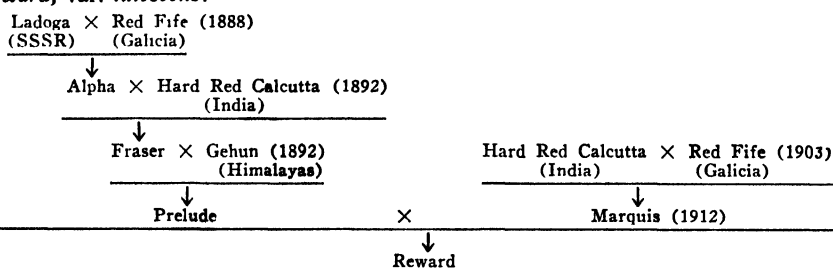 Ladoga × Red Fife (1888)
(SSSR) (Galicia)
Alpha × Hard Red Calcutta (1892)
(India)
Fraser × Gehun (1892) Hard Red Calcutta × Red Fife (1903)
(Himalayas) (India) (Galicia)
Prelude × Marquis (1912)
Reward